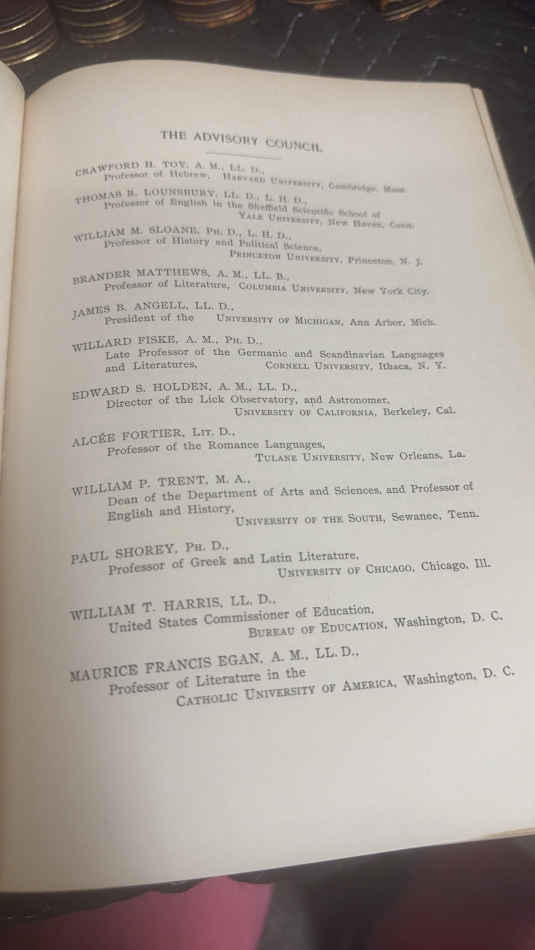 THE ADVISORY COUNCIL
CRAWFORD H. TOY, A. M., LL. D.,
Professor of Hebrew, HARVARD UNIVERSITY, Cambridge, Mass.
THOMAS R. LOUNSBURY, LL. D., L. H. D.,
Professor of English in the Sheffield Scientific School of
YALE UNIVERSITY, New Haven, Conn.
WILLIAM M. SLOANE, PH. D., L. H. D.,
Professor of History and Political Science,
PRINCETON UNIVERSITY, Princeton, N. J.
BRANDER MATTHEWS, A. M., LL. B.,
Professor of Literature, COLUMBIA UNIVERSITY, New York City.
JAMES B. ANGELL, LL. D.,
President of the UNIVERSITY OF MICHIGAN, Ann Arbor, Mich.
WILLARD FISKE, A. M., PH. D.,
Late Professor of the Germanic and Scandinavian Languages
and Literatures, CORNELL UNIVERSITY, Ithaca, N. Y.
EDWARD S. HOLDEN, A. M., LL. D.,
Director of the Lick Observatory, and Astronomer,
UNIVERSITY OF CALIFORNIA, Berkeley, Cal.
ALCÉE FORTIER, LIT. D.,
Professor of the Romance Languages,
TULANE UNIVERSITY, New Orleans, La.
WILLIAM P. TRENT, M. A.,
Dean of the Department of Arts and Sciences, and Professor of
English and History,
UNIVERSITY OF THE SOUTH, Sewanee, Tenn.
PAUL SHOREY, PH. D.,
Professor of Greek and Latin Literature,
UNIVERSITY OF CHICAGO, Chicago, Ill.
WILLIAM T. HARRIS, LL. D.,
United States Commissioner of Education,
BUREAU OF EDUCATION, Washington, D. C.
MAURICE FRANCIS EGAN, A. M., LL. D.,
Professor of Literature in the
CATHOLIC UNIVERSITY OF AMERICA, Washington, D. C.